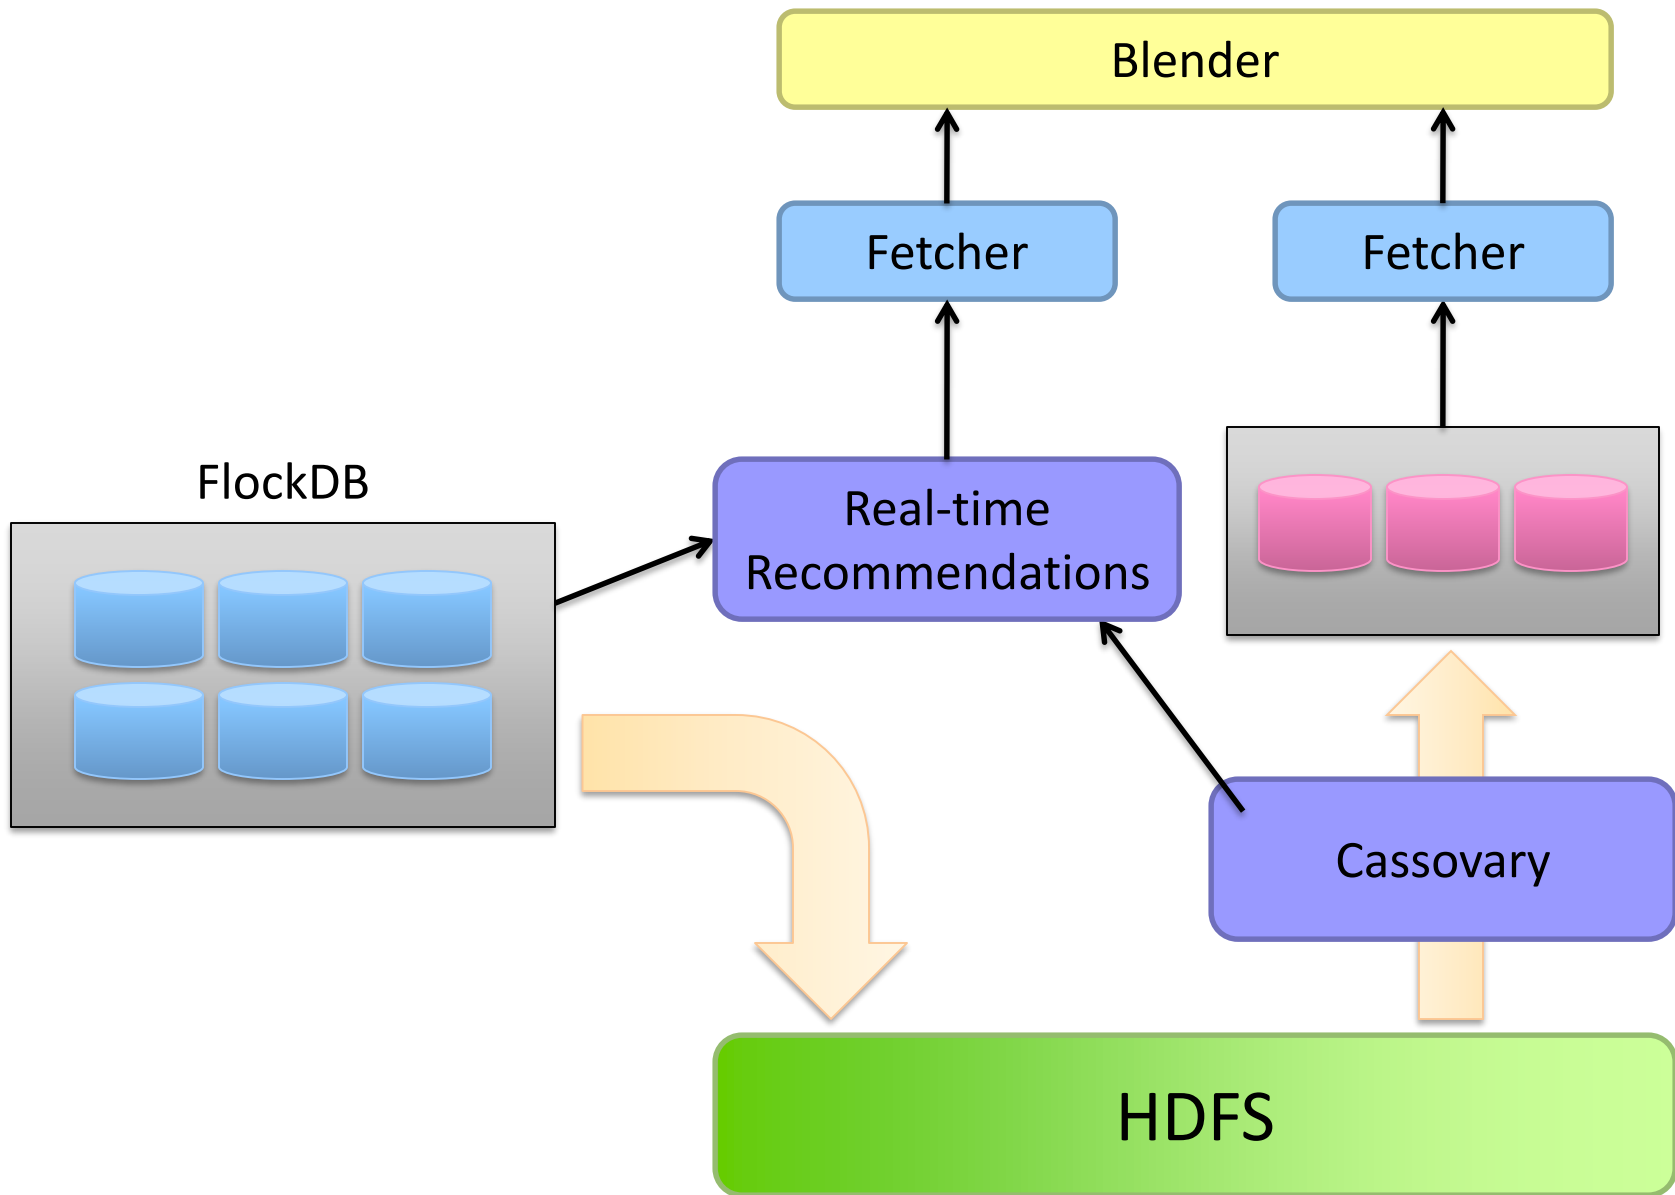 Blender
Fetcher
Fetcher
FlockDB
Real-time
Recommendations
Cassovary
HDFS